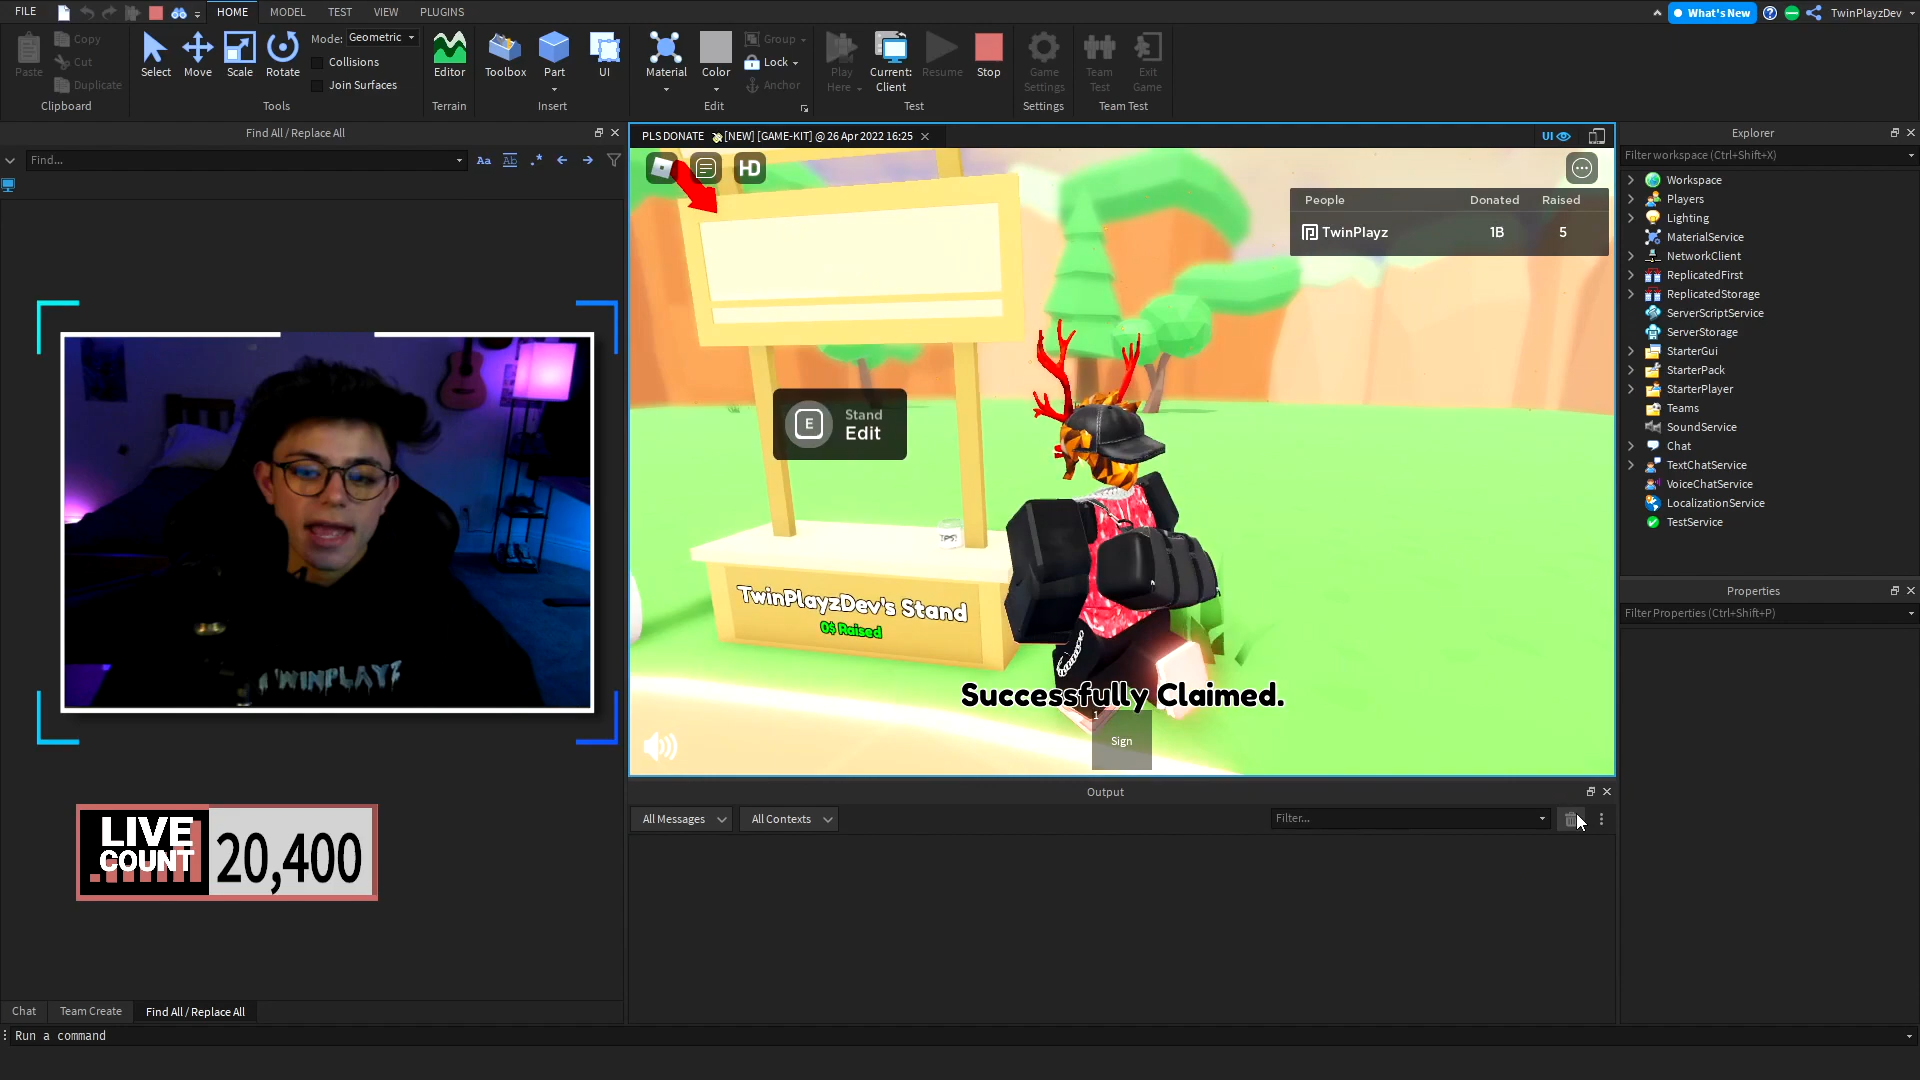 FILE
HOME
MODEL
TEST
VIEW
PLUGINS
What's New
TwinPlayzDev
Paste
Copy
Cut
Duplicate
Clipboard
Select
Move
Scale
Rotate
Mode: Geometric
Collisions
Join Surfaces
Tools
Editor
Terrain
Toolbox
Part
UI
Insert
Material
Color
Group
Lock
Anchor
Edit
Play
Here
Current:
Client
Resume
Stop
Test
Game
Settings
Settings
Team
Test
Exit
Game
Team Test
Find All / Replace All
Find...
Aa
Ab
.*
TWINPLAYZ
LIVE
COUNT
20,400
Chat
Team Create
Find All / Replace All
Run a command
PLS DONATE [NEW] [GAME-KIT] @ 26 Apr 2022 16:25
UI
HD
People Donated Raised
TwinPlayz 1B 5
E
Stand
Edit
TIPS
TwinPlayzDev's Stand
0$ Raised
Successfully Claimed.
1
Sign
Output
All Messages
All Contexts
Filter...
Explorer
Filter workspace (Ctrl+Shift+X)
Workspace
Players
Lighting
MaterialService
NetworkClient
ReplicatedFirst
ReplicatedStorage
ServerScriptService
ServerStorage
StarterGui
StarterPack
StarterPlayer
Teams
SoundService
Chat
TextChatService
VoiceChatService
LocalizationService
TestService
Properties
Filter Properties (Ctrl+Shift+P)